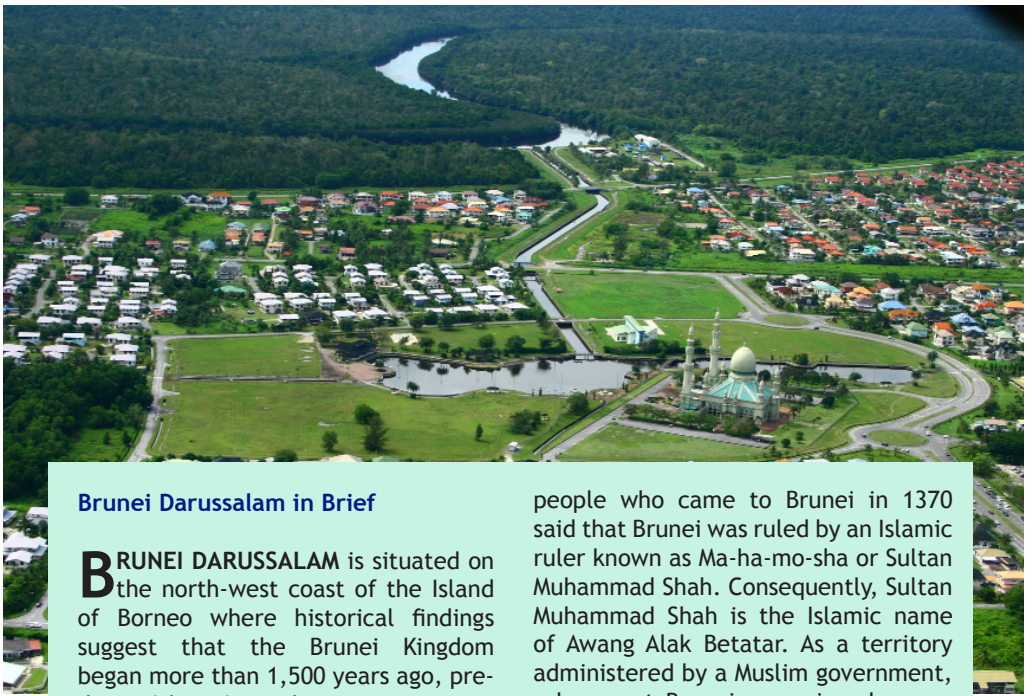 Brunei Darussalam in Brief
BRUNEI DARUSSALAM is situated on
the north-west coast of the Island
of Borneo where historical findings
suggest that the Brunei Kingdom
began more than 1,500 years ago, pre-
people who came to Brunei in 1370
said that Brunei was ruled by an Islamic
ruler known as Ma-ha-mo-sha or Sultan
Muhammad Shah. Consequently, Sultan
Muhammad Shah is the Islamic name
of Awang Alak Betatar. As a territory
administered by a Muslim government,